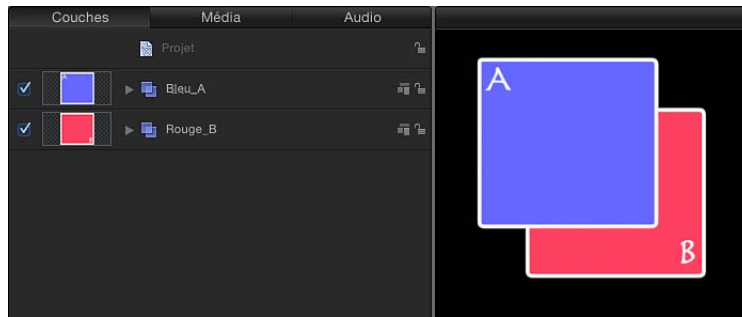 Couches Média Audio
Projet
Bleu_A
Rouge_B
A
B
A
B